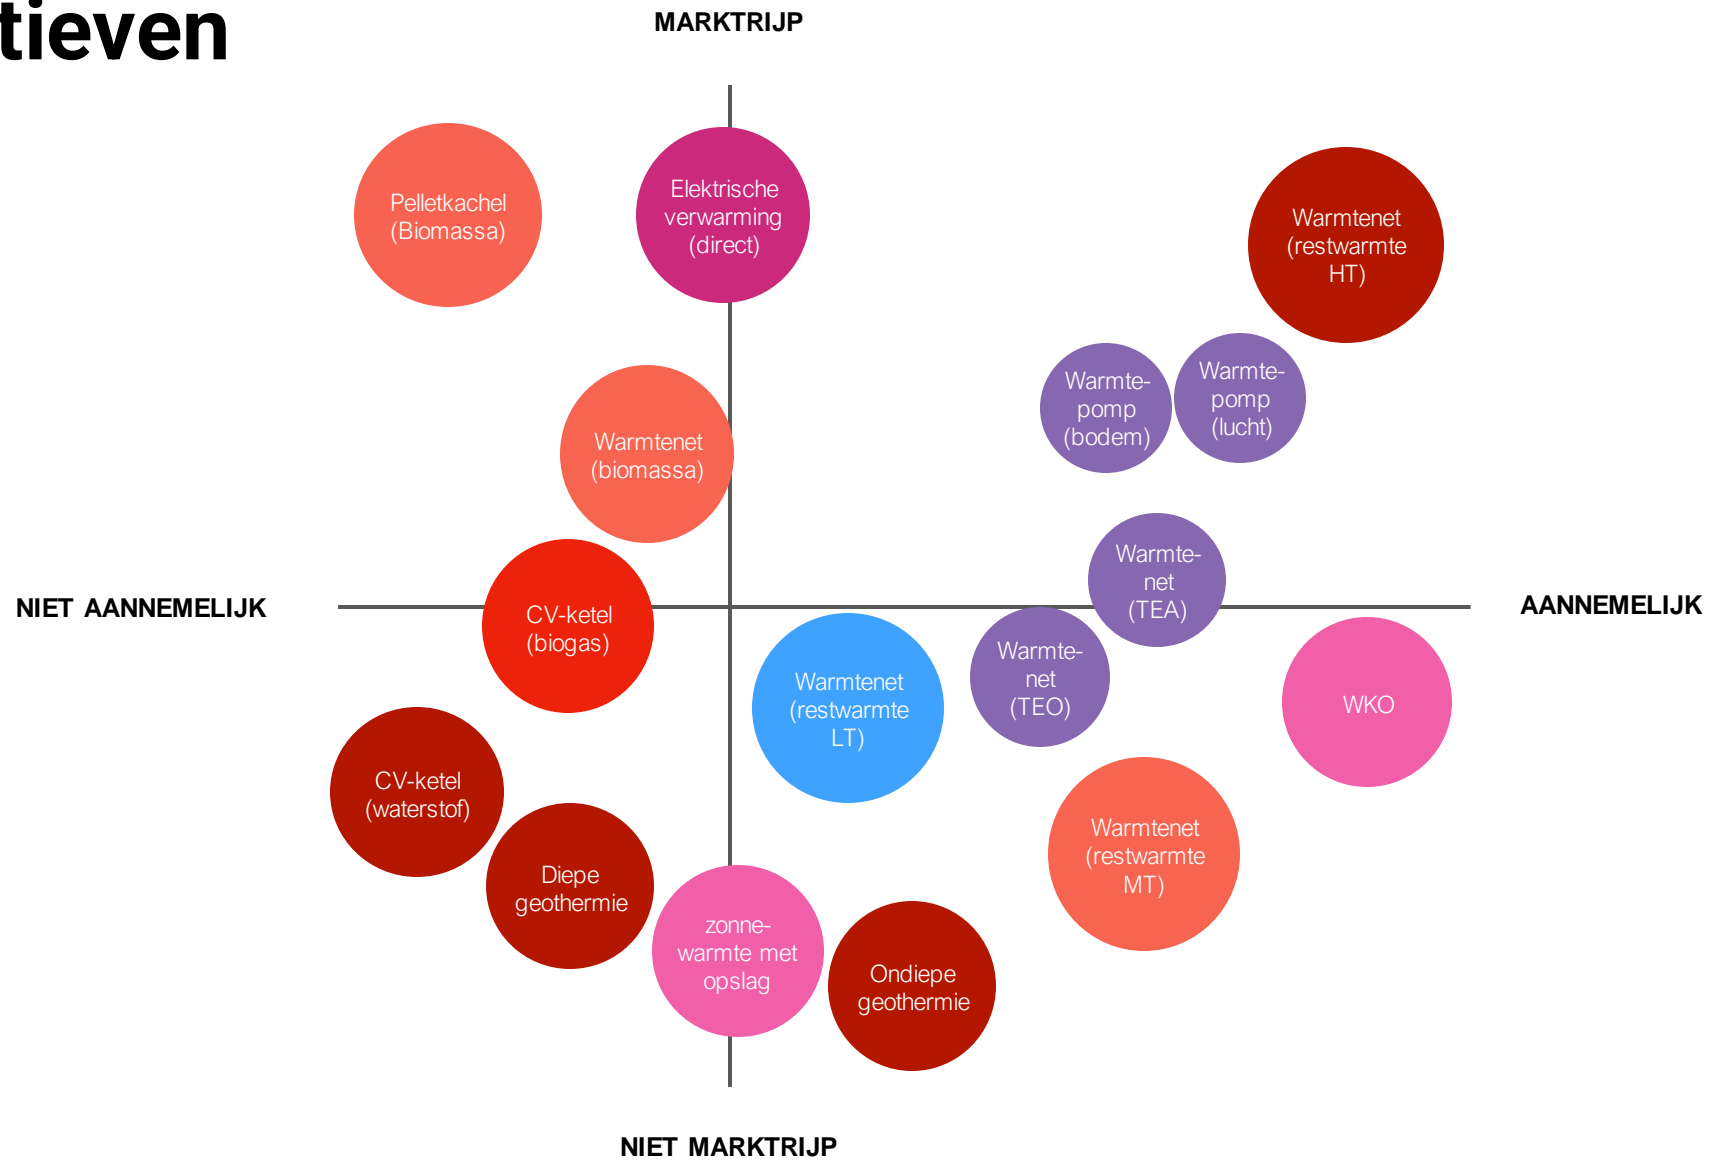 tieven
MARKTRIJP
Pelletkachel
(Biomassa)
Elektrische
verwarming
(direct)
Warmtenet
(restwarmte
HT)
Warmte-
pomp
(bodem)
Warmte-
pomp
(lucht)
Warmtenet
(biomassa)
Warmte-
net
(TEA)
NIET AANNEMELIJK
AANNEMELIJK
CV-ketel
(biogas)
Warmtenet
(restwarmte
LT)
Warmte-
net
(TEO)
WKO
CV-ketel
(waterstof)
Warmtenet
(restwarmte
MT)
Diepe
geothermie
zonne-
warmte met
opslag
Ondiepe
geothermie
NIET MARKTRIJP